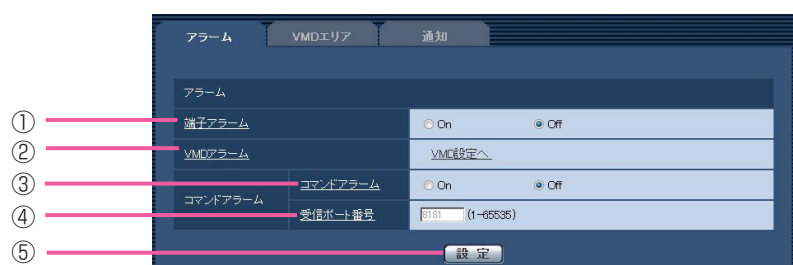 アラーム VMDエリア 通知
アラーム
① 端子アラーム On Off
② VMDアラーム VMD設定へ
③ コマンドアラーム On Off
コマンドアラーム
④ 受信ポート番号 8181 (1-65535)
⑤ 設 定